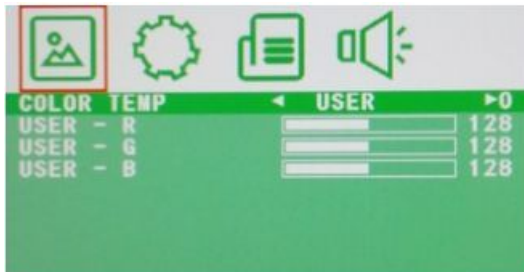 COLOR TEMP ◄ USER ►0
USER - R 128
USER - G 128
USER - B 128